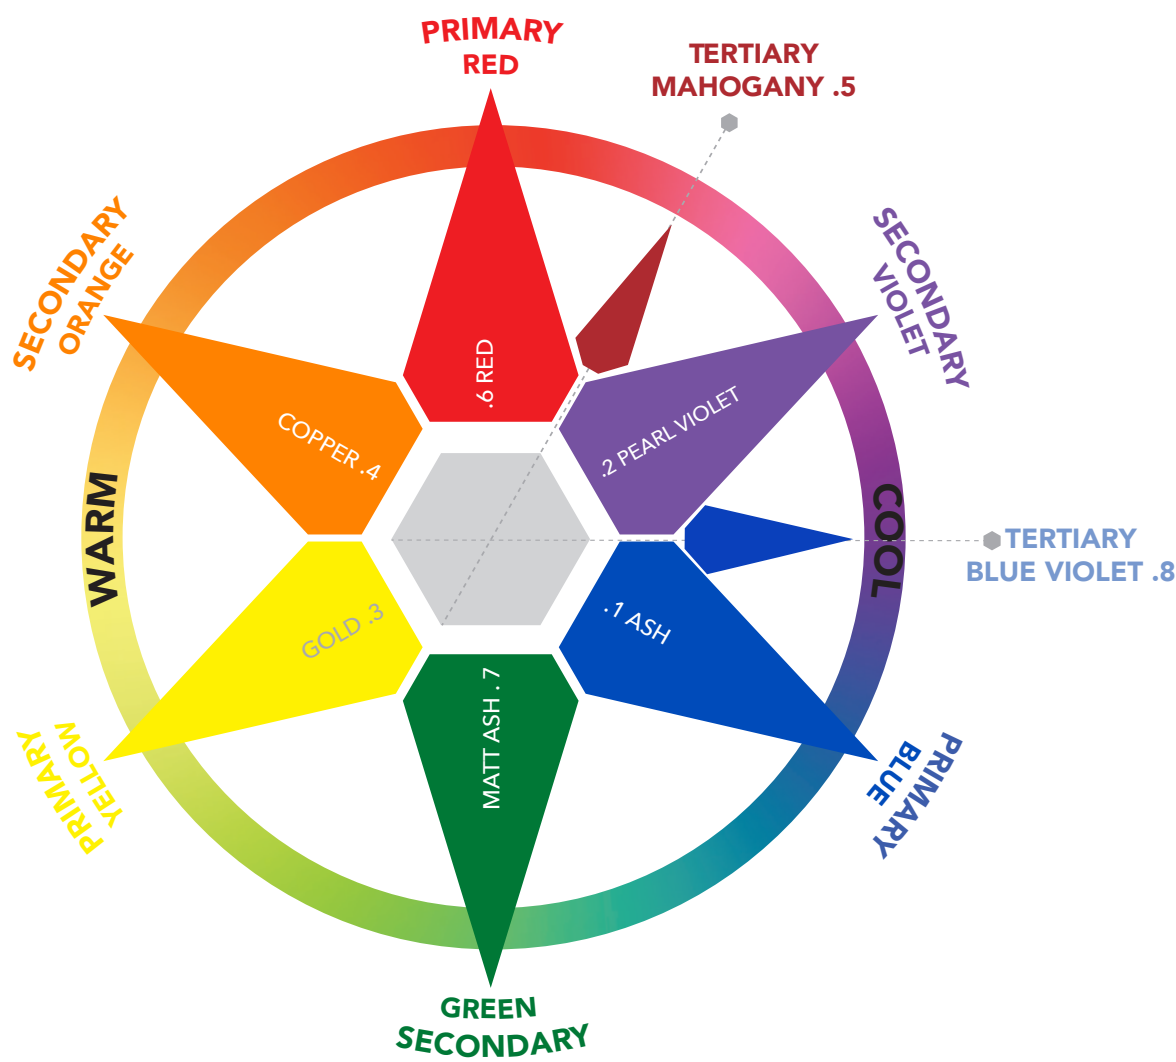 PRIMARY
RED
TERTIARY
MAHOGANY .5
SECONDARY
VIOLET
SECONDARY
ORANGE
.6 RED
COPPER .4
.2 PEARL VIOLET
WARM
COOL
TERTIARY
BLUE VIOLET .8
GOLD .3
.1 ASH
MATT ASH . 7
PRIMARY
YELLOW
PRIMARY
BLUE
GREEN
SECONDARY